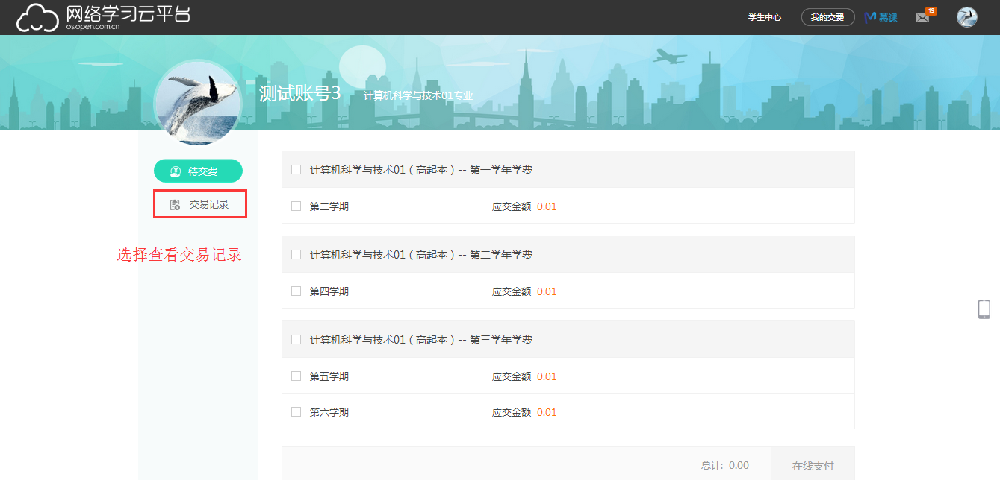 网络学习云平台
os.open.com.cn
学生中心
我的交费
M 慕课
19
测试账号3
计算机科学与技术01专业
待交费
交易记录
选择查看交易记录
计算机科学与技术01（高起本）-- 第一学年学费
第二学期 应交金额 0.01
计算机科学与技术01（高起本）-- 第二学年学费
第四学期 应交金额 0.01
计算机科学与技术01（高起本）-- 第三学年学费
第五学期 应交金额 0.01
第六学期 应交金额 0.01
总计: 0.00 在线支付